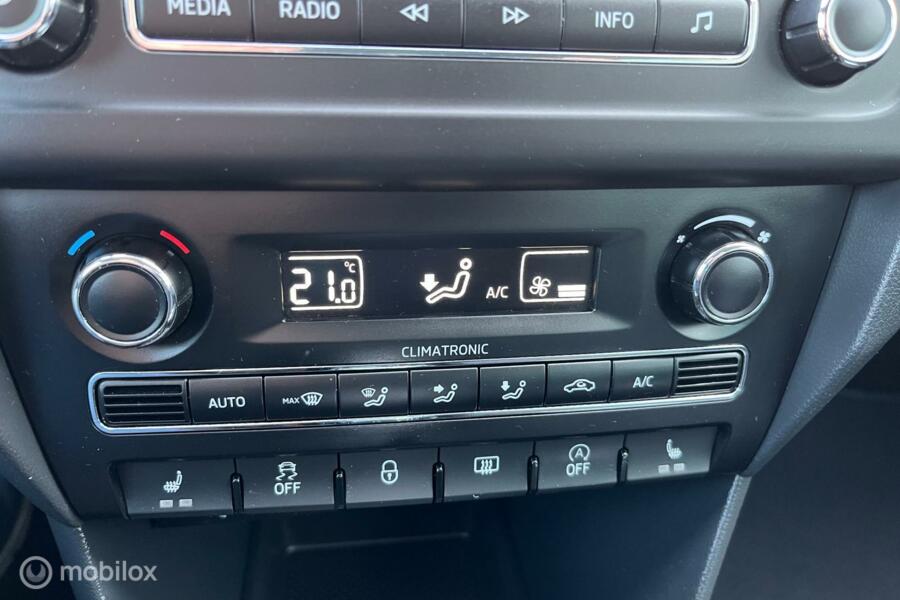 MEDIA RADIO INFO
21.0 °C A/C
CLIMATRONIC
AUTO MAX A/C
OFF A OFF
mobilox